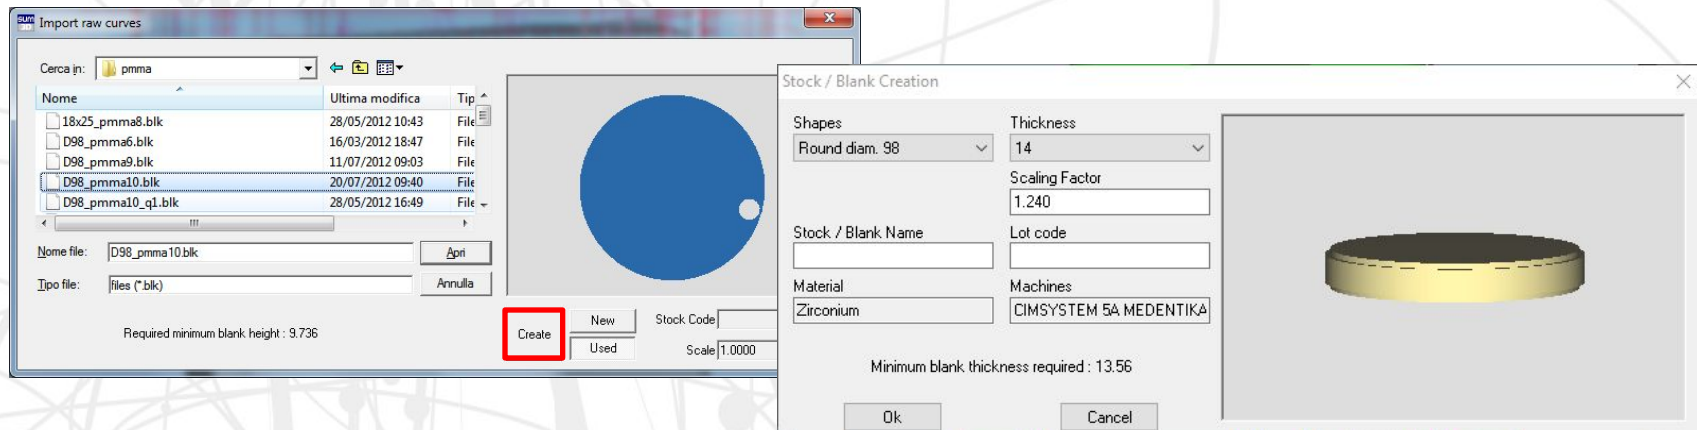 SUM 3D Import raw curves
Cerca in: pmma
Nome Ultima modifica Tip
18x25_pmma8.blk 28/05/2012 10:43 File
D98_pmma6.blk 16/03/2012 18:47 File
D98_pmma9.blk 11/07/2012 09:03 File
D98_pmma10.blk 20/07/2012 09:40 File
D98_pmma10_q1.blk 28/05/2012 16:49 File
Nome file: D98_pmma10.blk Apri
Tipo file: files (*.blk) Annulla
Required minimum blank height : 9.736
Create
New
Used
Stock Code
Scale 1.0000
Stock / Blank Creation
Shapes Thickness
Round diam. 98 14
Scaling Factor
1.240
Stock / Blank Name Lot code
Material Machines
Zirconium CIMSYSTEM 5A MEDENTIKA
Minimum blank thickness required : 13.56
Ok Cancel